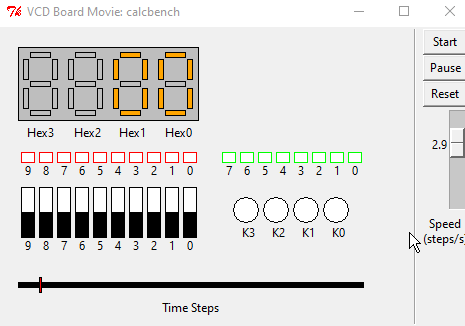 VCD Board Movie: calcbench
Start
Pause
Reset
Hex3 Hex2 Hex1 Hex0
2.9
9 8 7 6 5 4 3 2 1 0
7 6 5 4 3 2 1 0
9 8 7 6 5 4 3 2 1 0
K3 K2 K1 K0
Speed
(steps/s)
Time Steps